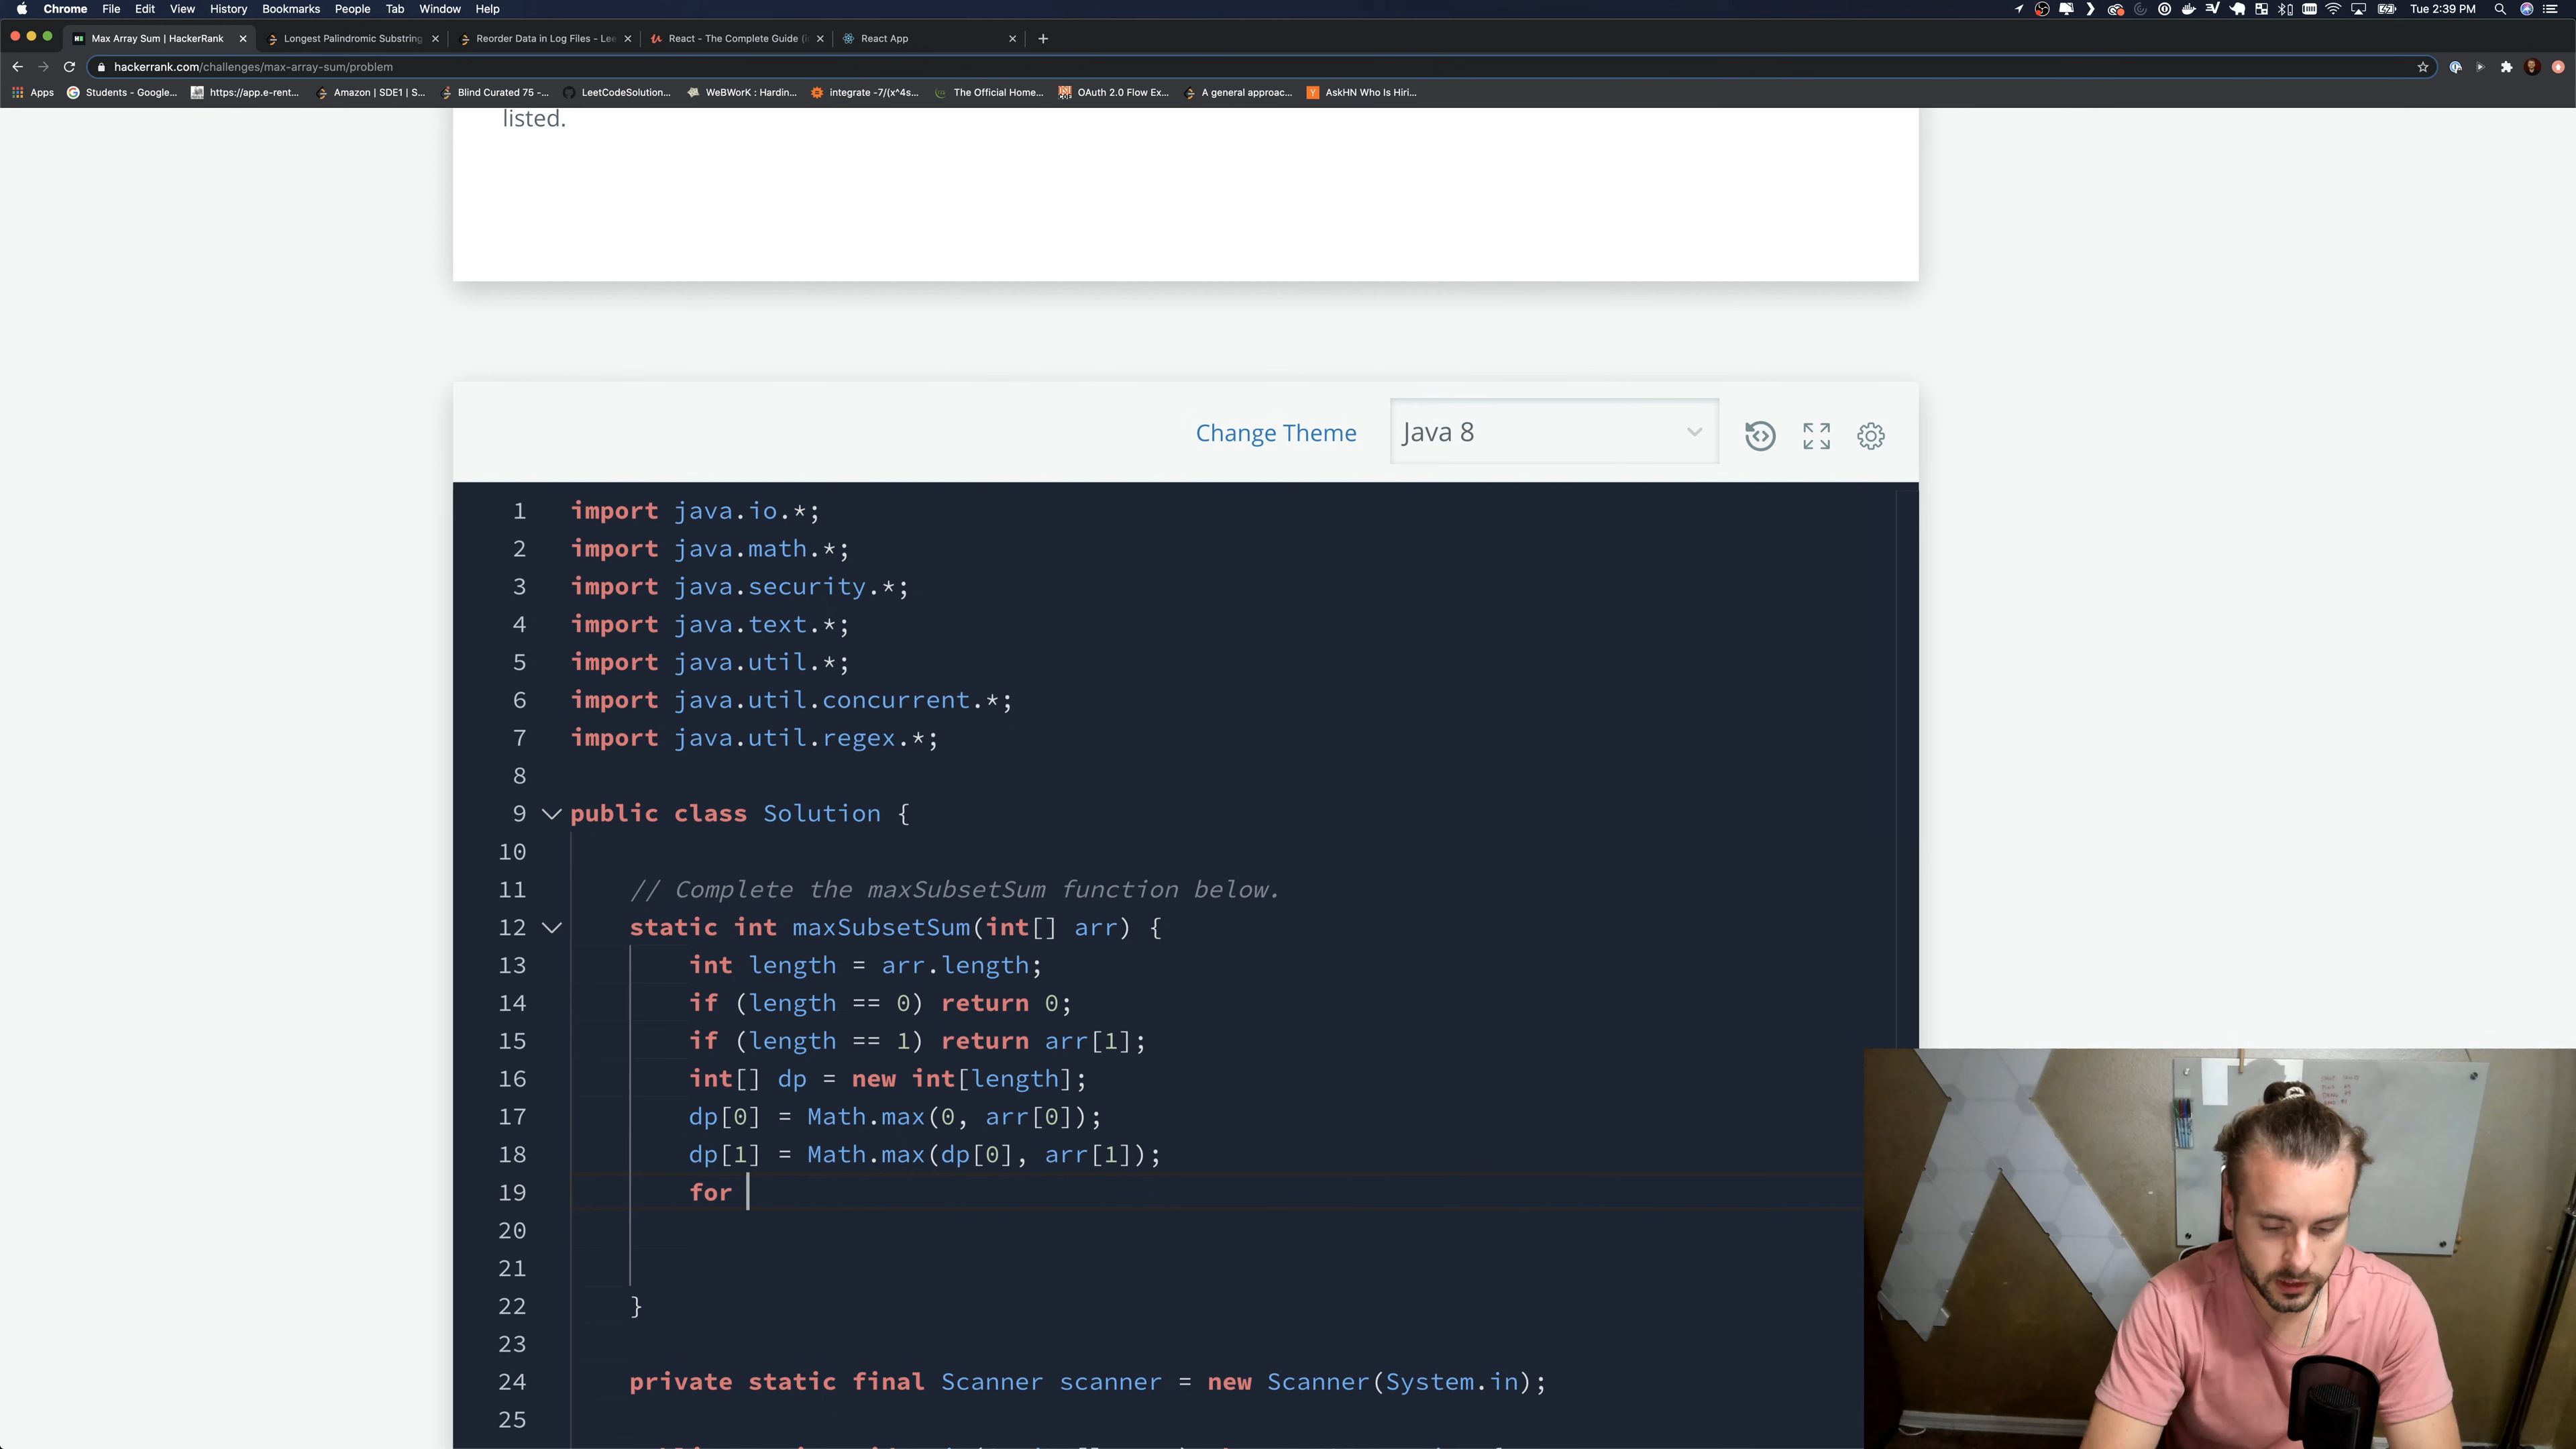 Chrome File Edit View History Bookmarks People Tab Window Help Tue 2:39 PM
Max Array Sum | HackerRank Longest Palindromic Substring Reorder Data in Log Files - Lee React - The Complete Guide (i React App
hackerrank.com/challenges/max-array-sum/problem
Apps Students - Google... https://app.e-rent... Amazon | SDE1 | S... Blind Curated 75 -... LeetCodeSolution... WeBWorK : Hardin... integrate -7/(x^4s... The Official Home... OAuth 2.0 Flow Ex... A general approac... AskHN Who Is Hiri...
listed.
Change Theme Java 8
1 import java.io.*;
2 import java.math.*;
3 import java.security.*;
4 import java.text.*;
5 import java.util.*;
6 import java.util.concurrent.*;
7 import java.util.regex.*;
8
9 public class Solution {
10
11 // Complete the maxSubsetSum function below.
12 static int maxSubsetSum(int[] arr) {
13 int length = arr.length;
14 if (length == 0) return 0;
15 if (length == 1) return arr[1];
16 int[] dp = new int[length];
17 dp[0] = Math.max(0, arr[0]);
18 dp[1] = Math.max(dp[0], arr[1]);
19 for
20
21
22 }
23
24 private static final Scanner scanner = new Scanner(System.in);
25